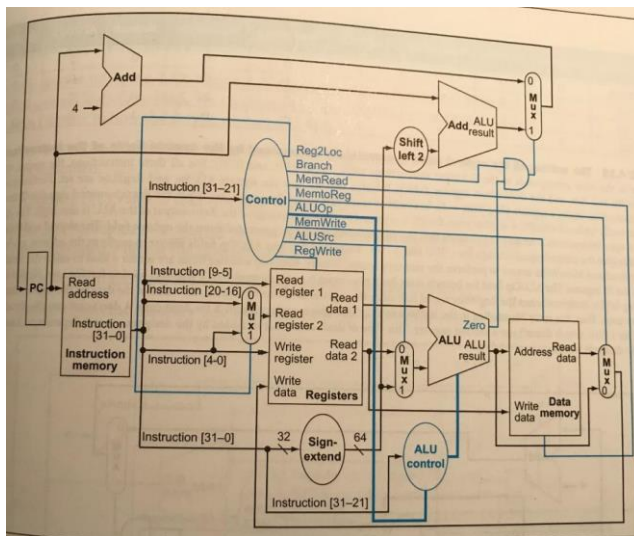 Add
4
0
Mux
1
Add ALU
result
Shift
left 2
Reg2Loc
Branch
MemRead
MemtoReg
ALUOp
MemWrite
ALUSrc
RegWrite
Control
Instruction [31–21]
PC
Read
address
Instruction
[31–0]
Instruction
memory
Instruction [9-5]
Instruction [20-16]
Instruction [4-0]
0
Mux
1
Read
register 1
Read
register 2
Write
register
Write
data
Read
data 1
Read
data 2
Registers
0
Mux
1
Zero
ALU ALU
result
Address
Read
data
Write
data
Data
memory
1
Mux
0
Instruction [31–0]
32
Sign-
extend
64
ALU
control
Instruction [31–21]